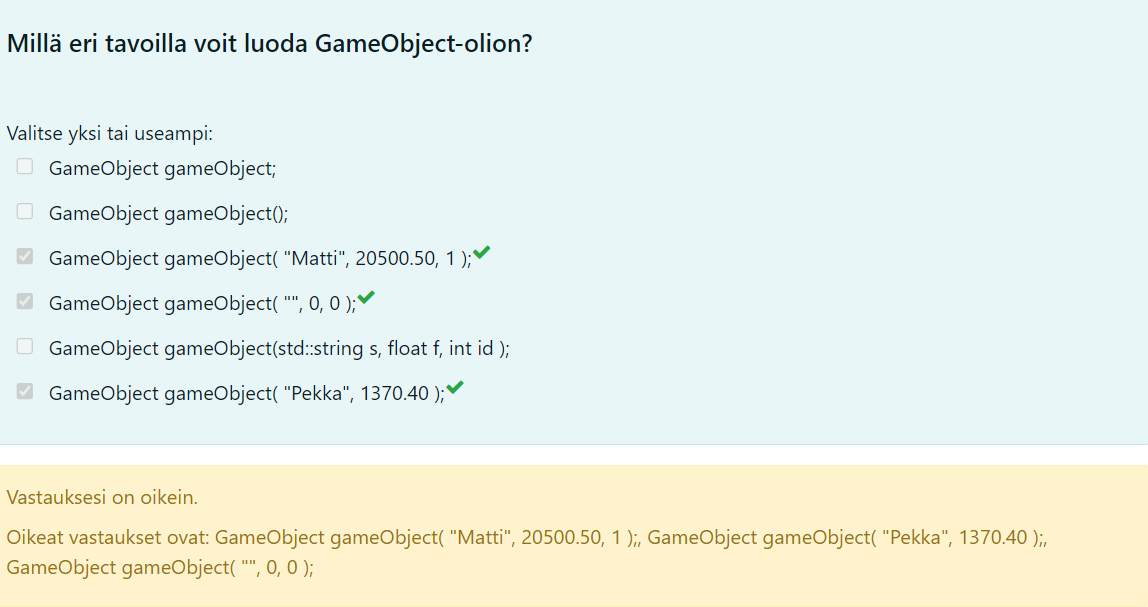 Millä eri tavoilla voit luoda GameObject-olion?
Valitse yksi tai useampi:
GameObject gameObject;
GameObject gameObject();
GameObject gameObject( "Matti", 20500.50, 1 );
GameObject gameObject( "", 0, 0 );
GameObject gameObject(std::string s, float f, int id );
GameObject gameObject( "Pekka", 1370.40 );
Vastauksesi on oikein.
Oikeat vastaukset ovat: GameObject gameObject( "Matti", 20500.50, 1 );, GameObject gameObject( "Pekka", 1370.40 );,
GameObject gameObject( "", 0, 0 );